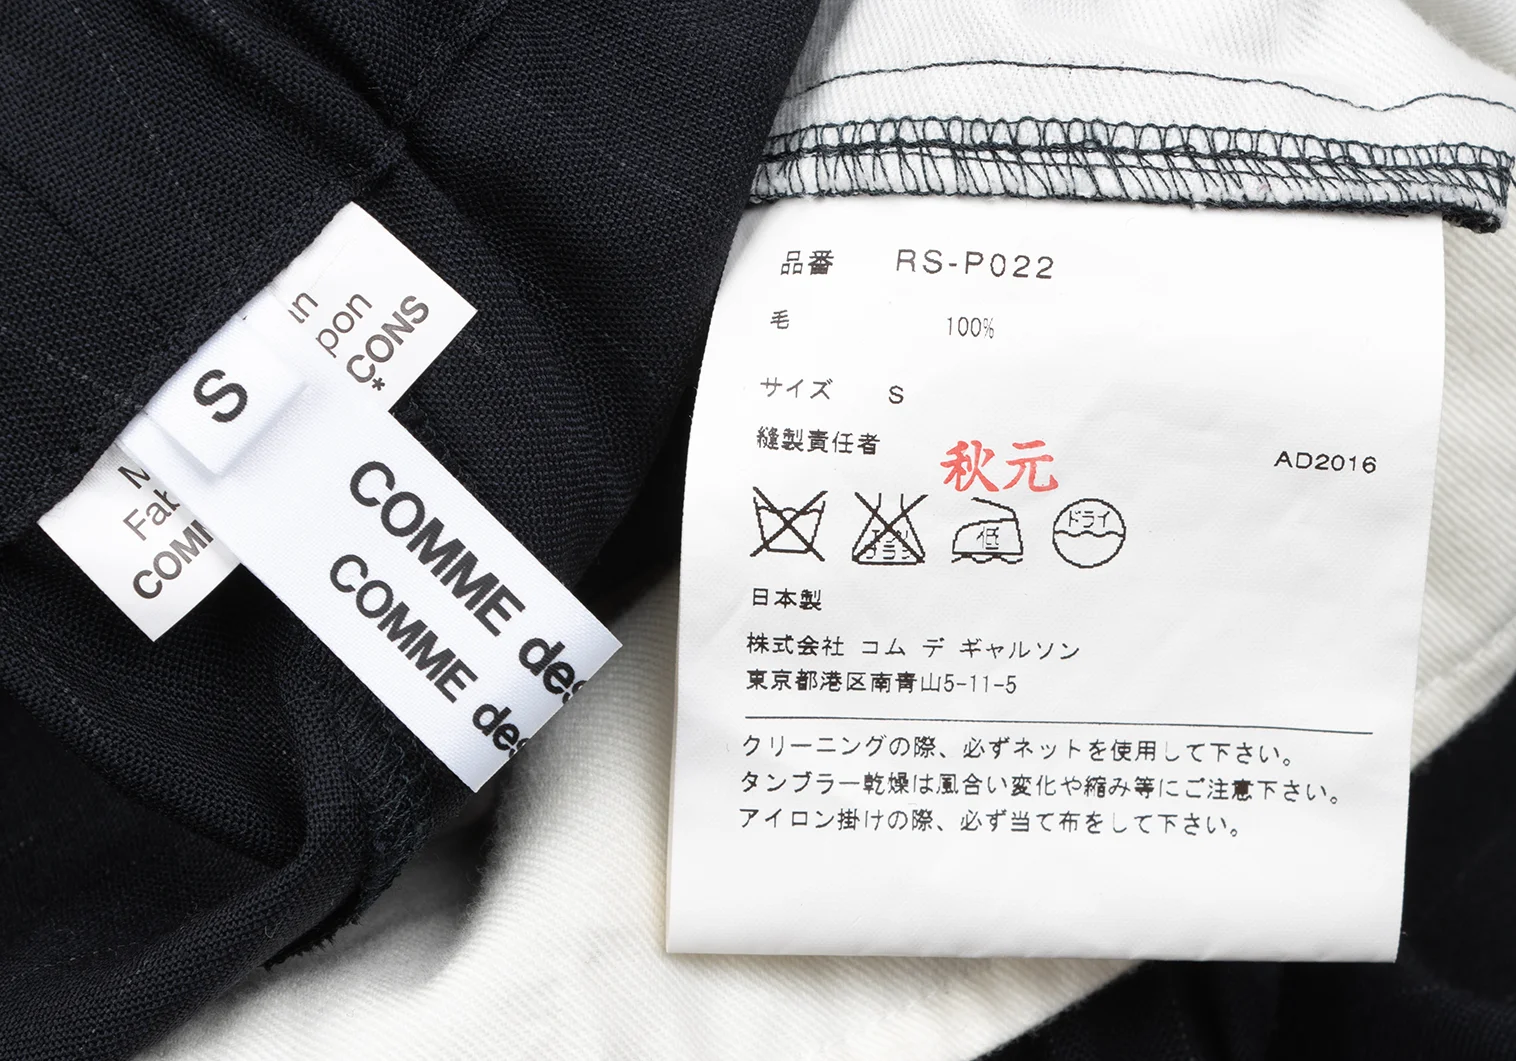 S
COMME des
COMME des
pon
CONS
Fab
品番 RS-P022
毛 100%
サイズ S
縫製責任者 秋元
AD2016
低 ドライ
日本製
株式会社 コム デ ギャルソン
東京都港区南青山5-11-5
クリーニングの際、必ずネットを使用して下さい。
タンブラー乾燥は風合い変化や縮み等にご注意下さい。
アイロン掛けの際、必ず当て布をして下さい。